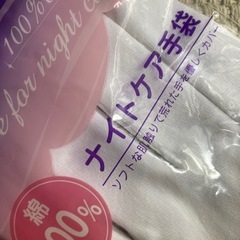 +100%
e for night c
ナイトケア手袋
ソフトな肌触りで荒れた手を優しくカバー
綿
00%